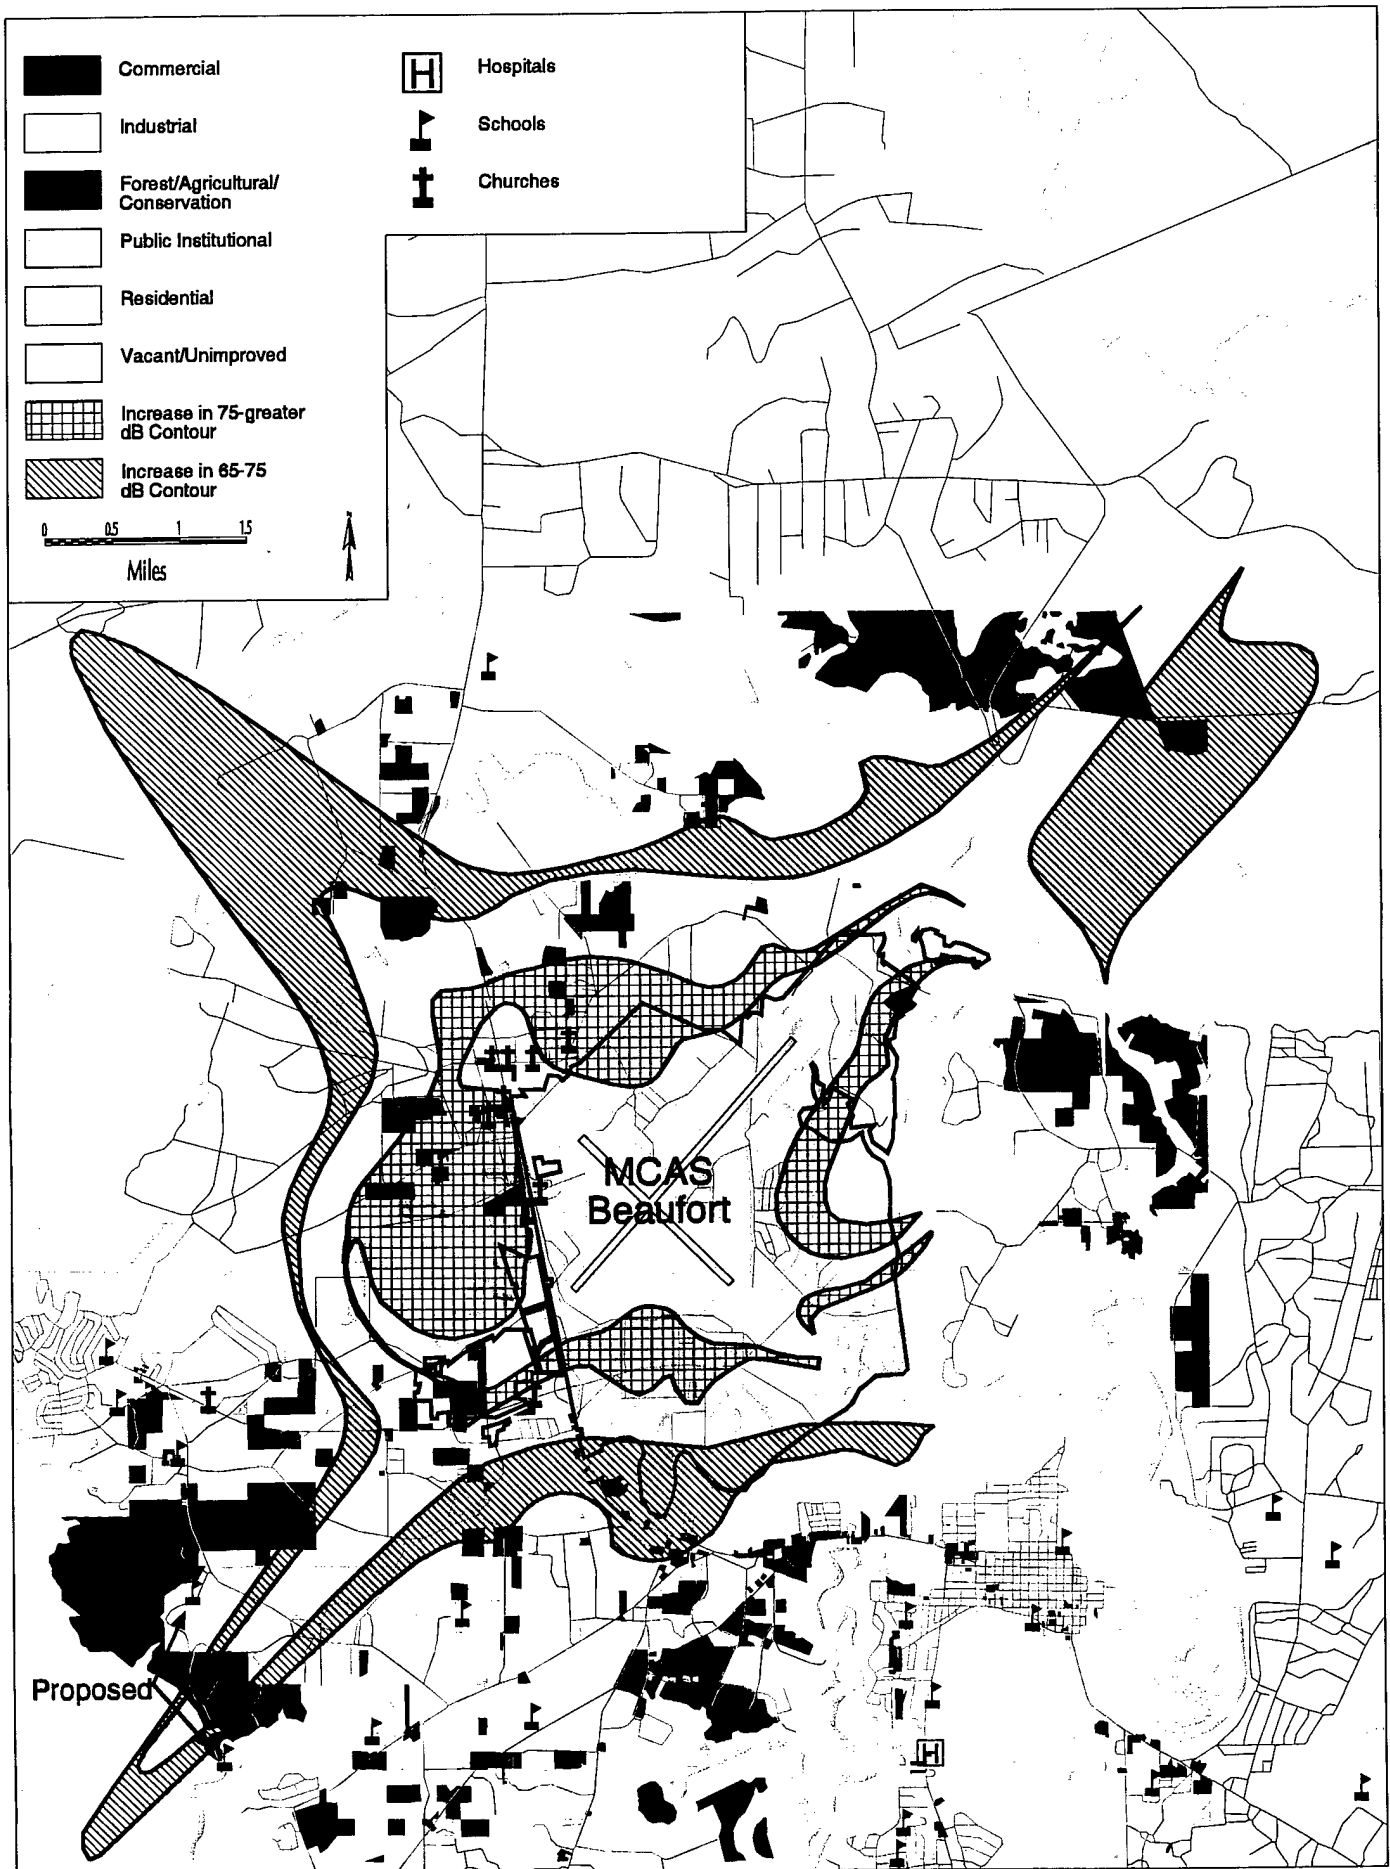 Commercial
Industrial
Forest/Agricultural/
Conservation
Public Institutional
Residential
Vacant/Unimproved
Increase in 75-greater
dB Contour
Increase in 65-75
dB Contour
H Hospitals
Schools
Churches
0 0.5 1 1.5
Miles
MCAS
Beaufort
Proposed
H